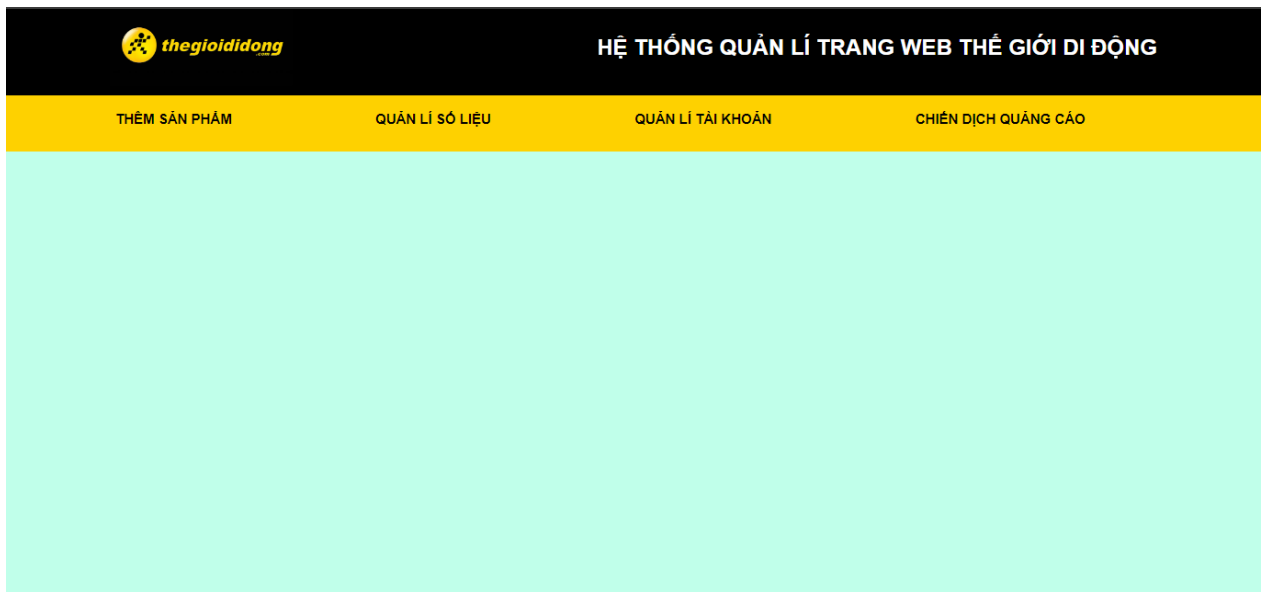 thegioididong
.com
HỆ THỐNG QUẢN LÍ TRANG WEB THẾ GIỚI DI ĐỘNG
THÊM SẢN PHẨM QUẢN LÍ SỐ LIỆU QUẢN LÍ TÀI KHOẢN CHIẾN DỊCH QUẢNG CÁO